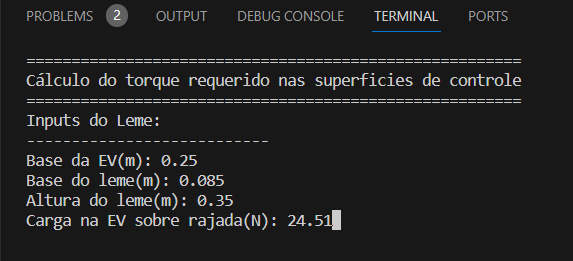 PROBLEMS 2 OUTPUT DEBUG CONSOLE TERMINAL PORTS
=======================================================
Cálculo do torque requerido nas superficies de controle
=======================================================
Inputs do Leme:
---------------------------
Base da EV(m): 0.25
Base do leme(m): 0.085
Altura do leme(m): 0.35
Carga na EV sobre rajada(N): 24.51